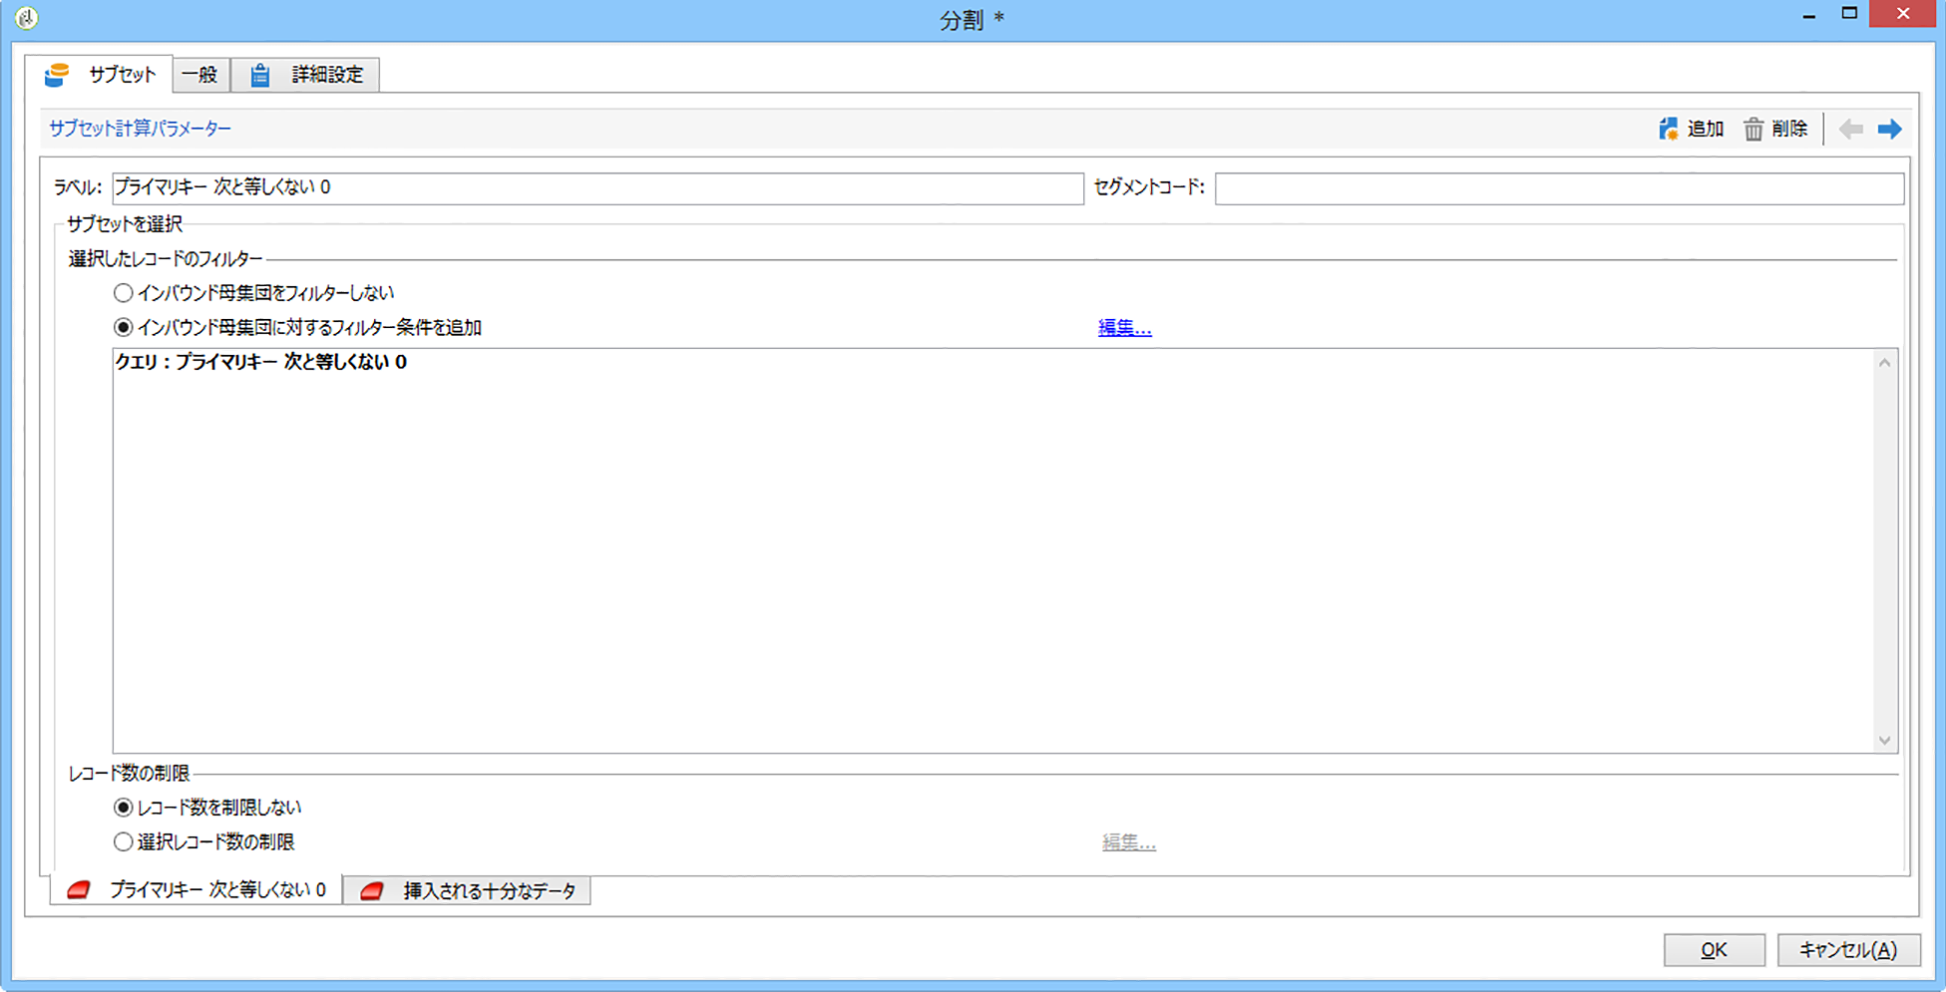 分割 *
サブセット 一般 詳細設定
サブセット計算パラメーター 追加 削除
ラベル: プライマリキー 次と等しくない 0 セグメントコード:
サブセットを選択
選択したレコードのフィルター
インバウンド母集団をフィルターしない
インバウンド母集団に対するフィルター条件を追加 編集...
クエリ : プライマリキー 次と等しくない 0
レコード数の制限
レコード数を制限しない
選択レコード数の制限 編集...
プライマリキー 次と等しくない 0 挿入される十分なデータ
OK キャンセル(A)